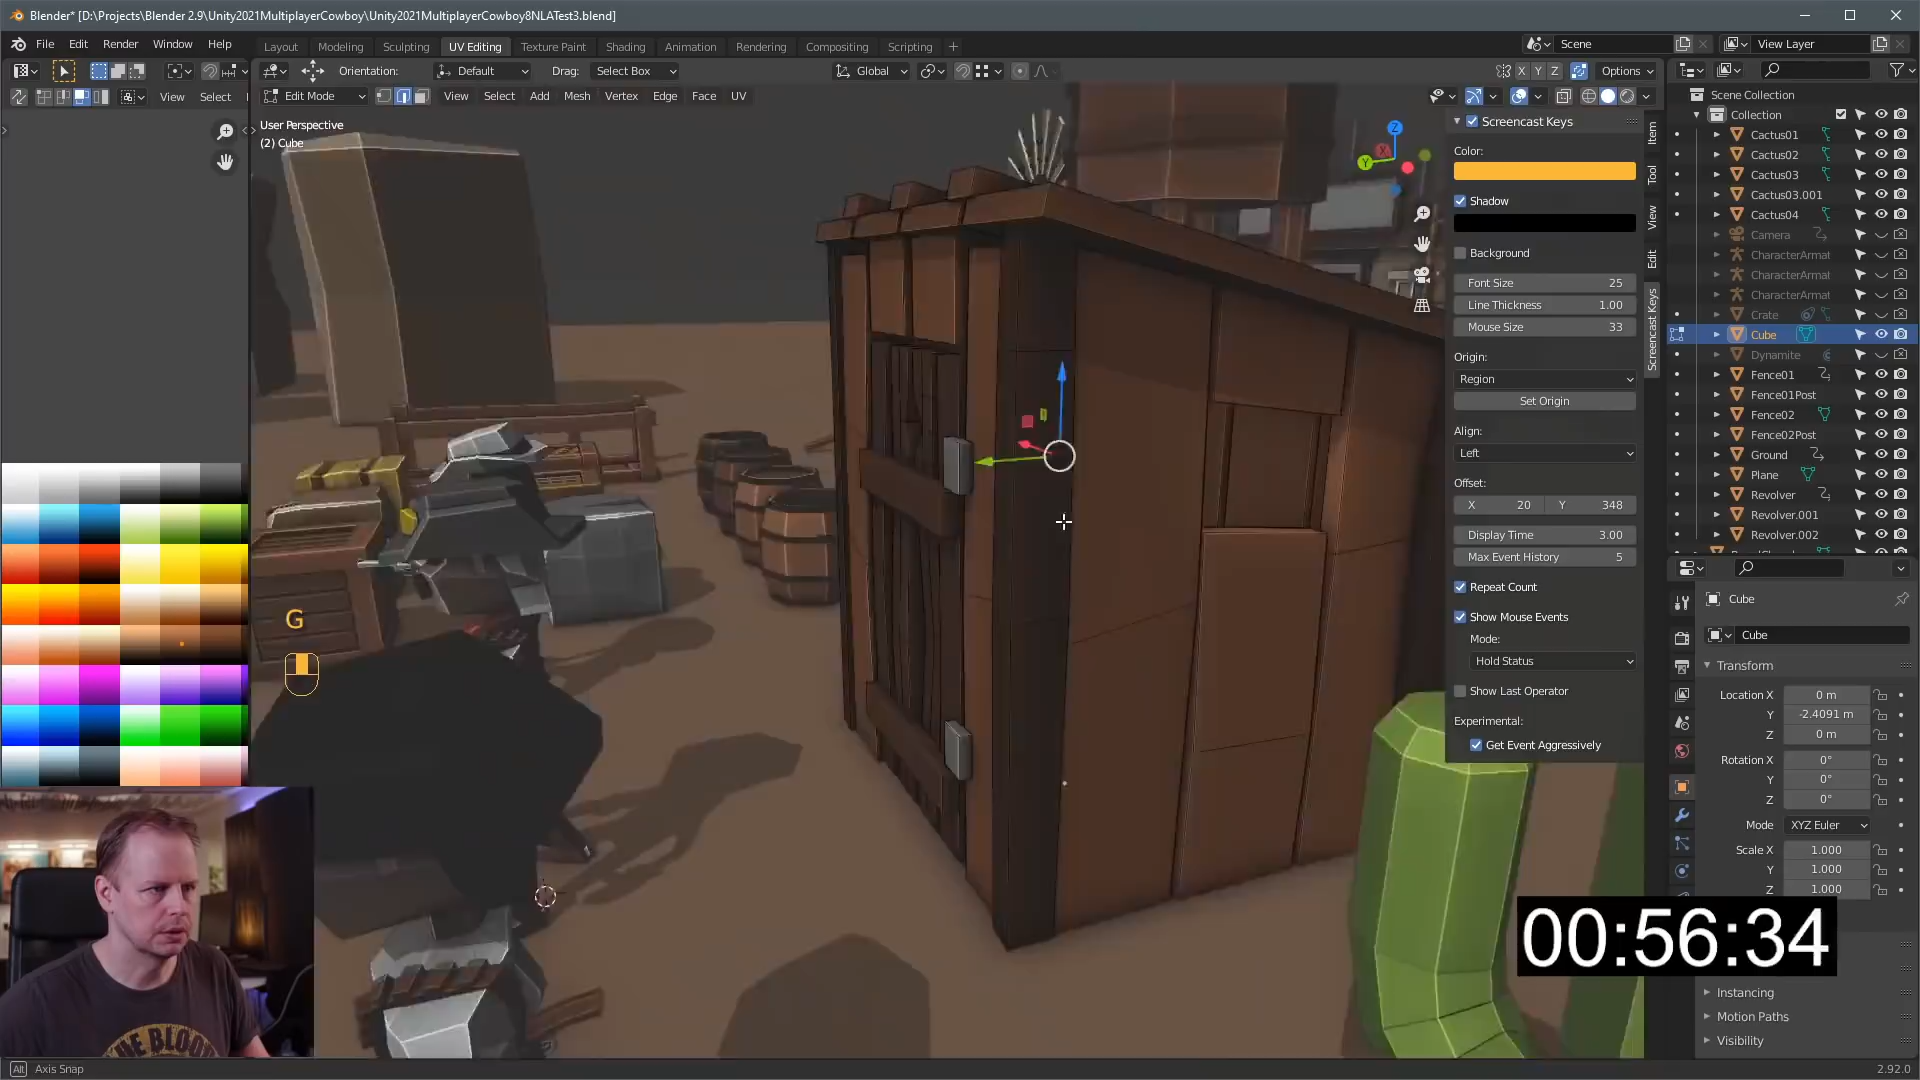 Blender* [D:\Projects\Blender 2.9\Unity2021MultiplayerCowboy\Unity2021MultiplayerCowboy8NLATest3.blend]
File Edit Render Window Help
Layout Modeling Sculpting UV Editing Texture Paint Shading Animation Rendering Compositing Scripting +
Scene
View Layer
Orientation: Default Drag: Select Box
Global
X Y Z Options
View Select
Edit Mode View Select Add Mesh Vertex Edge Face UV
User Perspective
(2) Cube
Z
X
Y
Screencast Keys
Color:
Shadow
Background
Font Size 25
Line Thickness 1.00
Mouse Size 33
Origin:
Region
Set Origin
Align:
Left
Offset:
X 20 Y 348
Display Time 3.00
Max Event History 5
Repeat Count
Show Mouse Events
Mode:
Hold Status
Show Last Operator
Experimental:
Get Event Aggressively
Item
Tool
View
Edit
Screencast Keys
Scene Collection
Collection
Cactus01
Cactus02
Cactus03
Cactus03.001
Cactus04
Camera
CharacterArmat
CharacterArmat
CharacterArmat
Crate
Cube
Dynamite
Fence01
Fence01Post
Fence02
Fence02Post
Ground
Plane
Revolver
Revolver.001
Revolver.002
Cube
Cube
Transform
Location X 0 m
Y -2.4091 m
Z 0 m
Rotation X 0°
Y 0°
Z 0°
Mode XYZ Euler
Scale X 1.000
Y 1.000
Z 1.000
Instancing
Motion Paths
Visibility
G
00:56:34
THE BLOO
Alt Axis Snap
2.92.0